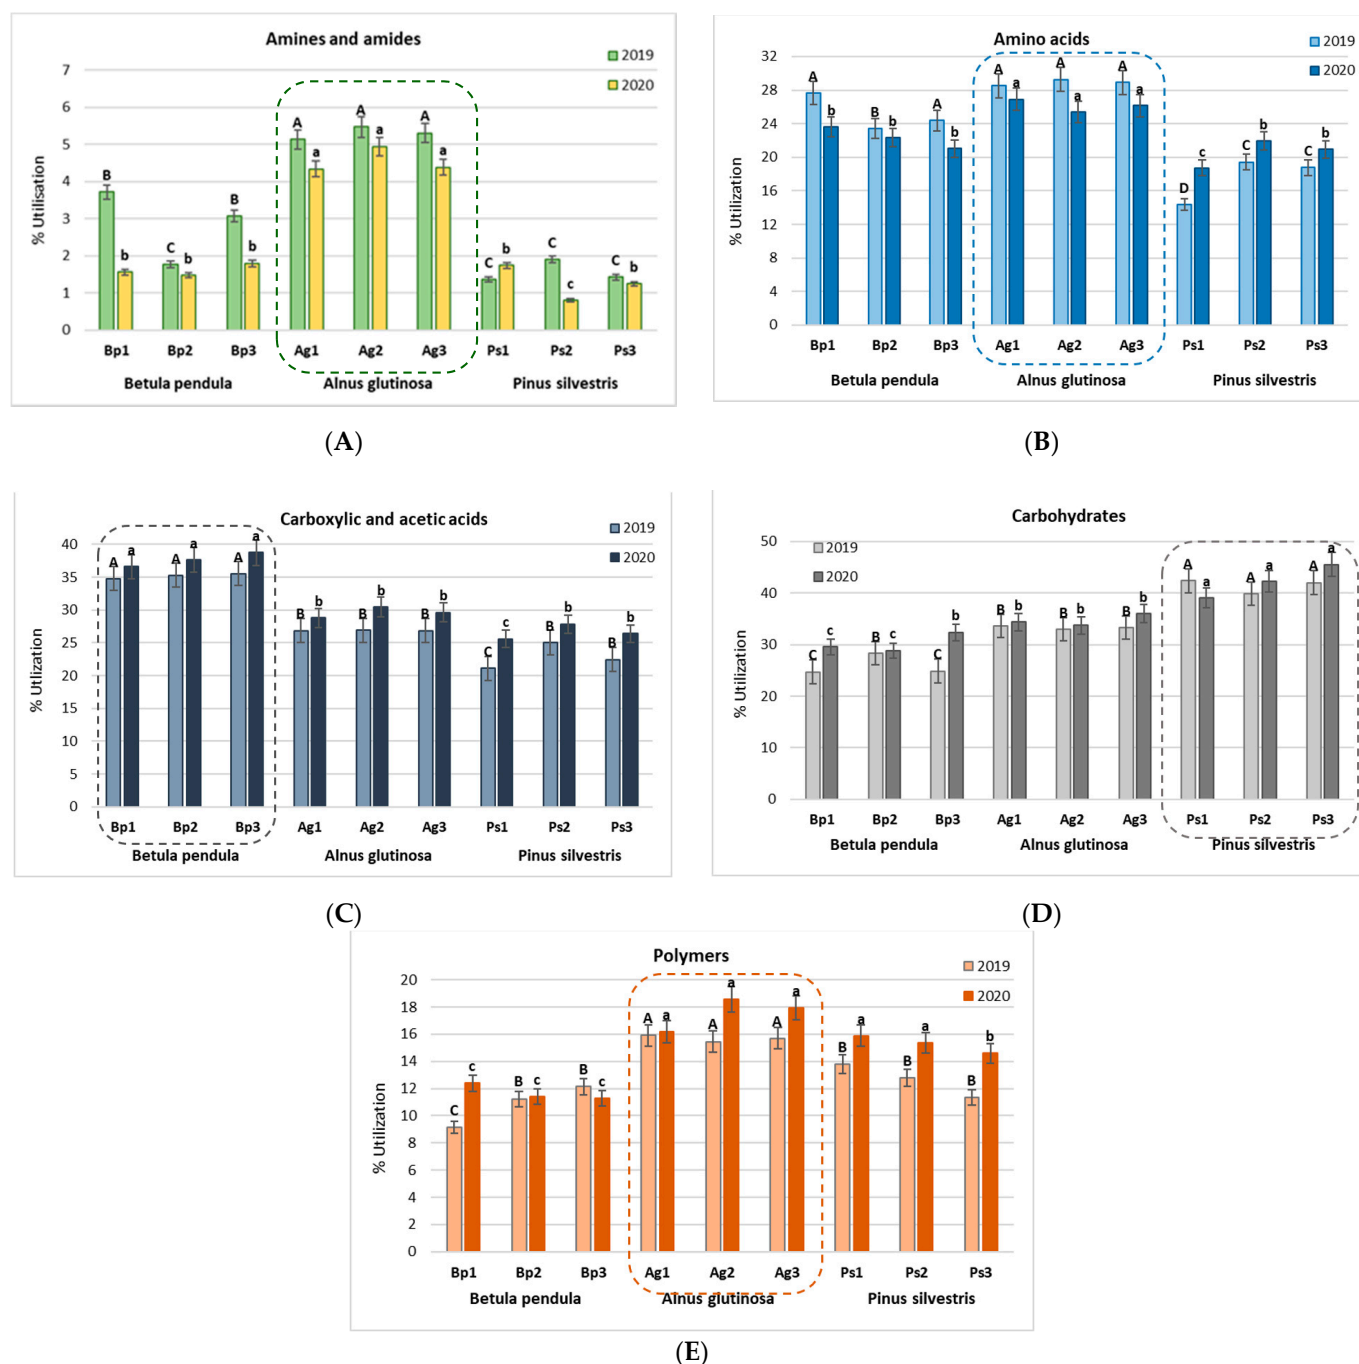 Amines and amides
2019
2020
% Utilisation
7
6
5
4
3
2
1
0
B b C b B b A a A a A a C b C c C b
Bp1 Bp2 Bp3 Ag1 Ag2 Ag3 Ps1 Ps2 Ps3
Betula pendula Alnus glutinosa Pinus silvestris
(A)
Amino acids
2019
2020
% Utilization
32
28
24
20
16
12
8
4
0
A b B b A b A a A a A a D c C b C b
Bp1 Bp2 Bp3 Ag1 Ag2 Ag3 Ps1 Ps2 Ps3
Betula pendula Alnus glutinosa Pinus silvestris
(B)
Carboxylic and acetic acids
2019
2020
% Utlization
40
35
30
25
20
15
10
5
0
A a A a A a B b B b B b C c B b B b
Bp1 Bp2 Bp3 Ag1 Ag2 Ag3 Ps1 Ps2 Ps3
Betula pendula Alnus glutinosa Pinus silvestris
(C)
Carbohydrates
2019
2020
% Utilization
50
40
30
20
10
0
C c B c C b A b A b B b A a A a A a
Bp1 Bp2 Bp3 Ag1 Ag2 Ag3 Ps1 Ps2 Ps3
Betula pendula Alnus glutinosa Pinus silvestris
(D)
Polymers
2019
2020
% Utilization
20
18
16
14
12
10
8
6
4
2
0
C c B c B c A a A a A a B a B a B b
Bp1 Bp2 Bp3 Ag1 Ag2 Ag3 Ps1 Ps2 Ps3
Betula pendula Alnus glutinosa Pinus silvestris
(E)